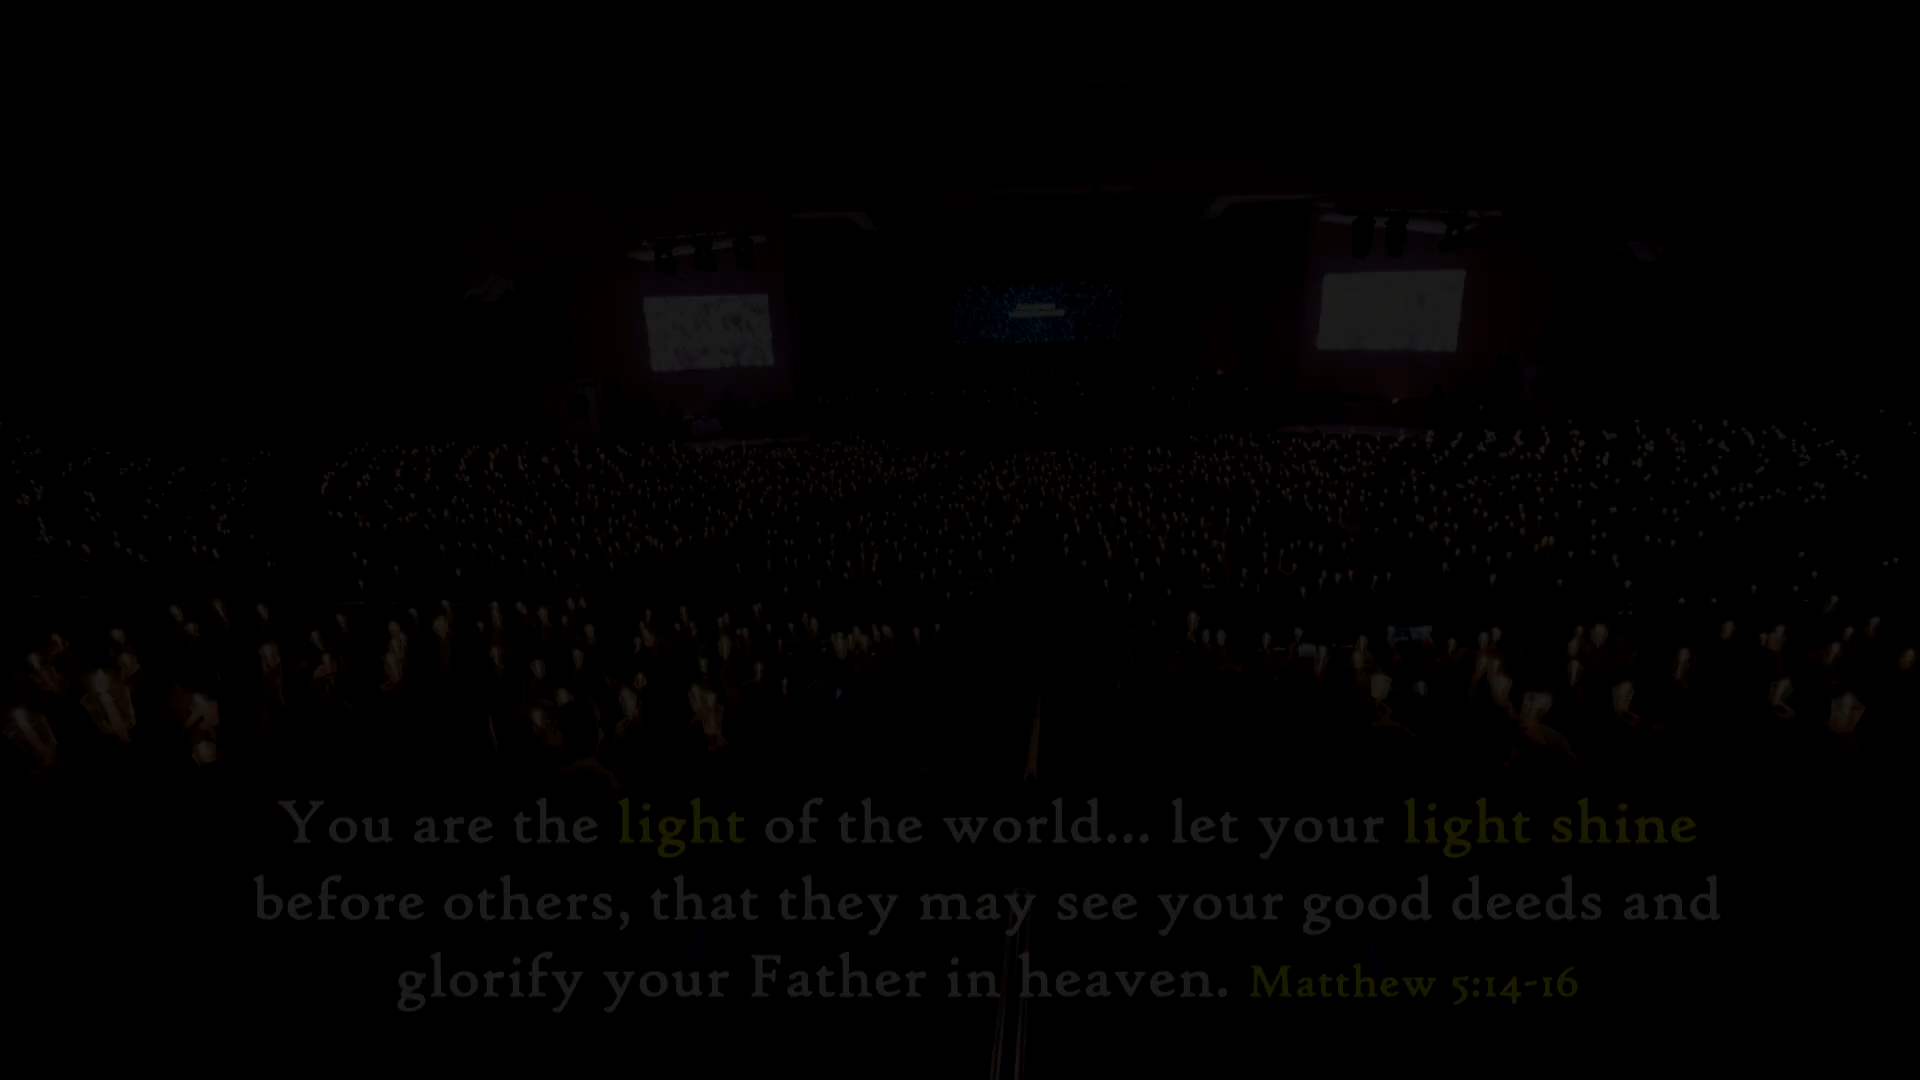 You are the light of the world... let your light shine
before others, that they may see your good deeds and
glorify your Father in heaven. Matthew 5:14-16